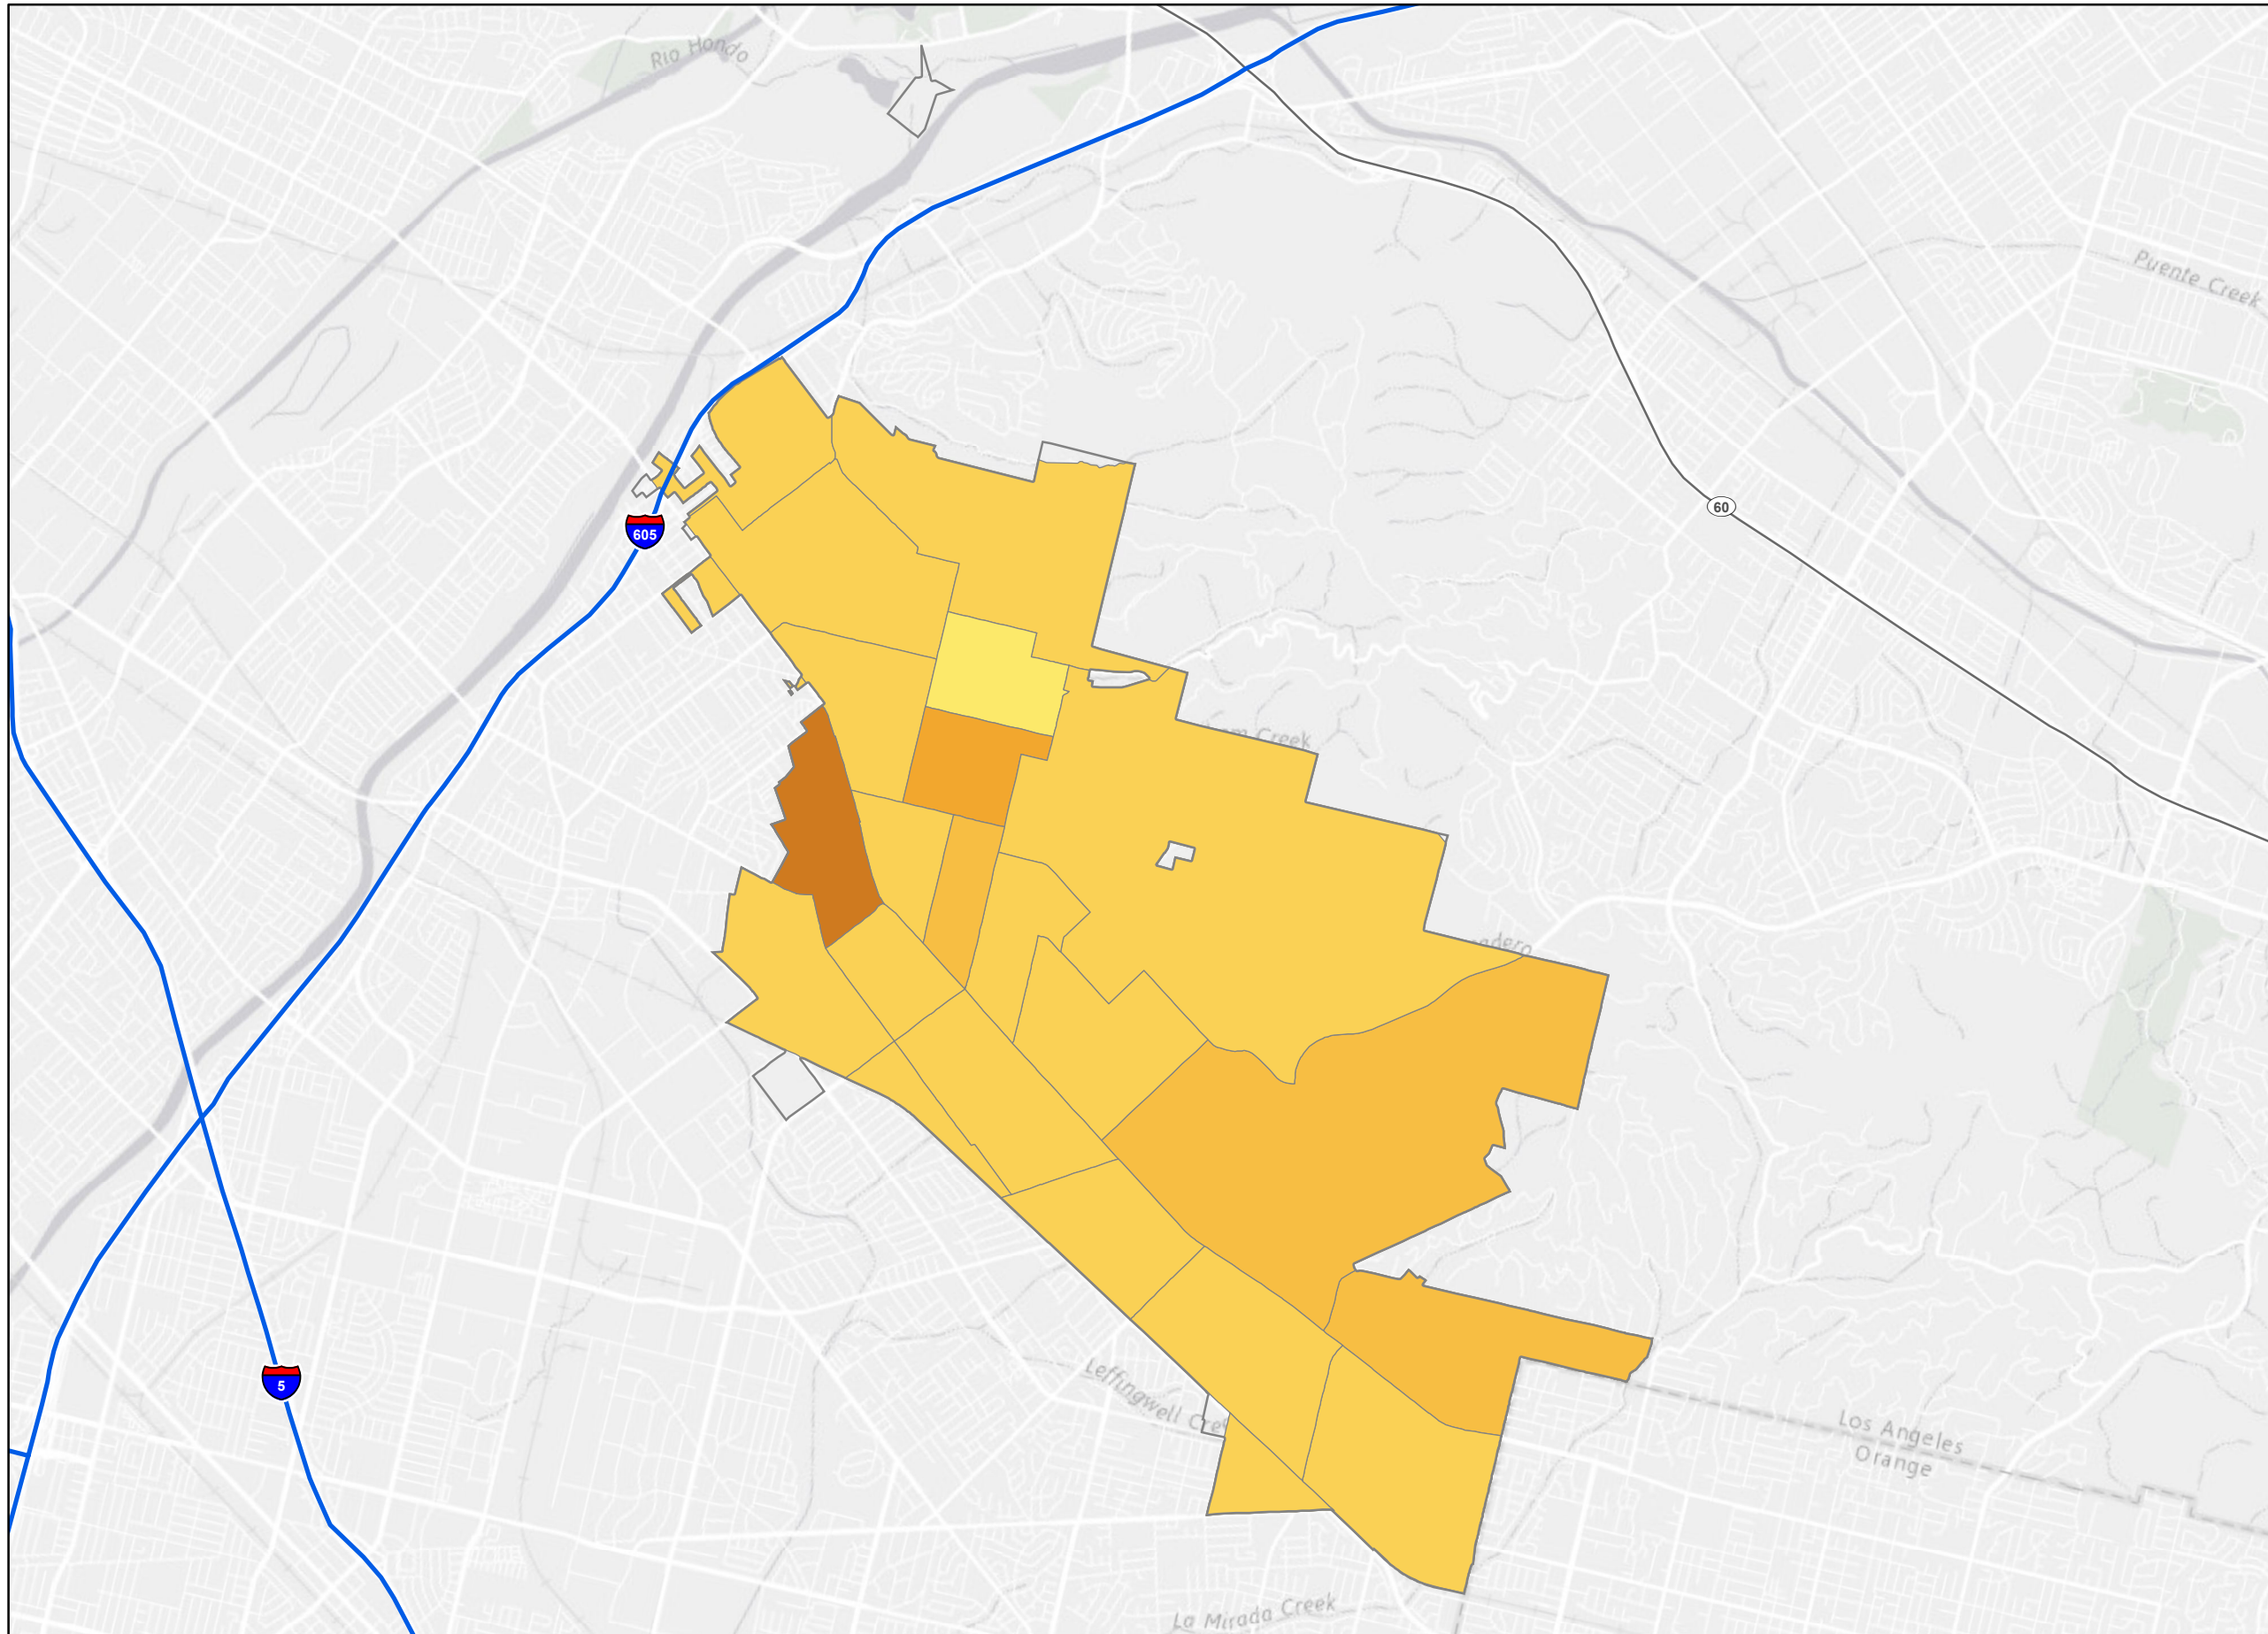 Rio Hondo
Puente Creek
60
605
Creek
5
Leffingwell Cre
Los Angeles
Orange
La Mirada Creek